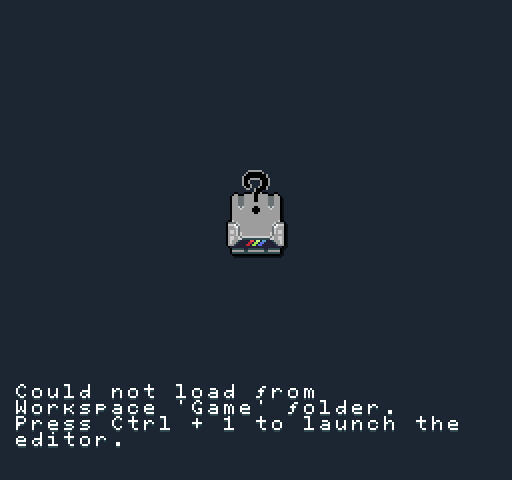 Could not load from
Workspace 'Game' folder.
Press Ctrl + 1 to launch the
editor.